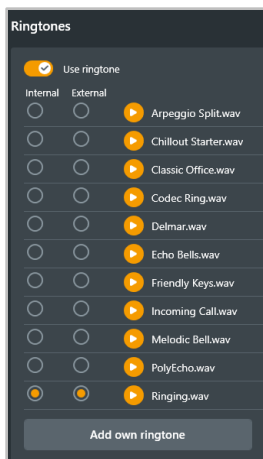 Ringtones
Use ringtone
Internal External
Arpeggio Split.wav
Chillout Starter.wav
Classic Office.wav
Codec Ring.wav
Delmar.wav
Echo Bells.wav
Friendly Keys.wav
Incoming Call.wav
Melodic Bell.wav
PolyEcho.wav
Ringing.wav
Add own ringtone